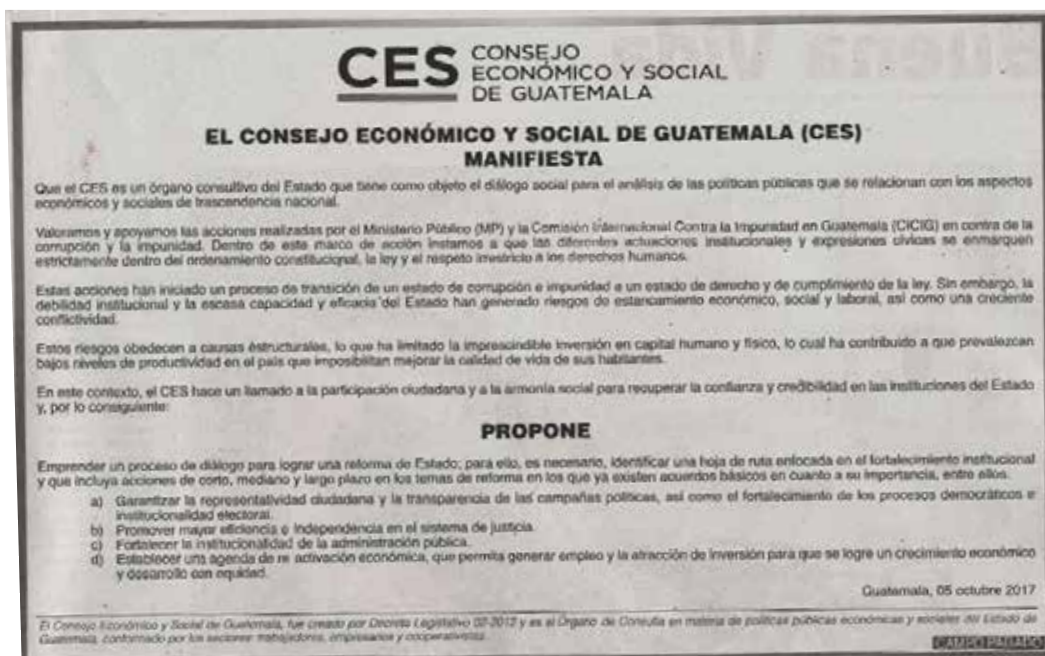 CES CONSEJO
ECONÓMICO Y SOCIAL
DE GUATEMALA
EL CONSEJO ECONÓMICO Y SOCIAL DE GUATEMALA (CES)
MANIFIESTA
Que el CES es un órgano consultivo del Estado que tiene como objeto el diálogo social para el análisis de las políticas públicas que se relacionan con los aspectos
económicos y sociales de trascendencia nacional.
Valoramos y apoyamos las acciones realizadas por el Ministerio Público (MP) y la Comisión Internacional Contra la Impunidad en Guatemala (CICIG) en contra de la
corrupción y la impunidad. Dentro de este marco de acción instamos a que las diferentes actuaciones institucionales y expresiones cívicas se enmarquen
estrictamente dentro del ordenamiento constitucional, la ley y el respeto irrestricto a los derechos humanos.
Estas acciones han iniciado un proceso de transición de un estado de corrupción e impunidad a un estado de derecho y de cumplimiento de la ley. Sin embargo, la
debilidad institucional y la escasa capacidad y eficacia del Estado han generado riesgos de estancamiento económico, social y laboral, así como una creciente
conflictividad.
Estos riesgos obedecen a causas estructurales, lo que ha limitado la imprescindible inversión en capital humano y físico, lo cual ha contribuido a que prevalezcan
bajos niveles de productividad en el país que imposibilitan mejorar la calidad de vida de sus habitantes.
En este contexto, el CES hace un llamado a la participación ciudadana y a la armonía social para recuperar la confianza y credibilidad en las instituciones del Estado
y, por lo consiguiente:
PROPONE
Emprender un proceso de diálogo para lograr una reforma de Estado; para ello, es necesario, identificar una hoja de ruta enfocada en el fortalecimiento institucional
y que incluya acciones de corto, mediano y largo plazo en los temas de reforma en los que ya existen acuerdos básicos en cuanto a su importancia, entre ellos.
a) Garantizar la representatividad ciudadana y la transparencia de las campañas políticas, así como el fortalecimiento de los procesos democráticos e
institucionalidad electoral.
b) Promover mayor eficiencia e independencia en el sistema de justicia.
c) Fortalecer la institucionalidad de la administración pública.
d) Establecer una agenda de re activación económica, que permita generar empleo y la atracción de inversión para que se logre un crecimiento económico
y desarrollo con equidad.
Guatemala, 05 octubre 2017
El Consejo Económico y Social de Guatemala, fue creado por Decreto Legislativo 02-2012 y es el Órgano de Consulta en materia de políticas públicas económicas y sociales del Estado de
Guatemala, conformado por los sectores: trabajadores, empresarios y cooperativistas.
CAMPO PAGADO